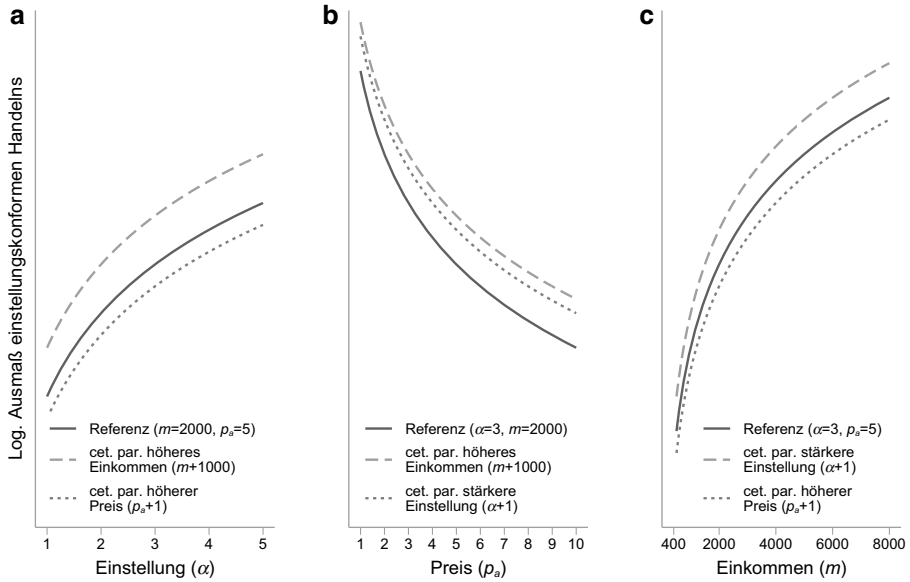 a
b
c
Log. Ausmaß einstellungskonformen Handelns
Referenz (m=2000, pₐ=5)
cet. par. höheres
Einkommen (m+1000)
cet. par. höherer
Preis (pₐ+1)
1 2 3 4 5
Einstellung (α)
Referenz (α=3, m=2000)
cet. par. höheres
Einkommen (m+1000)
cet. par. stärkere
Einstellung (α+1)
1 2 3 4 5 6 7 8 9 10
Preis (pₐ)
Referenz (α=3, pₐ=5)
cet. par. stärkere
Einstellung (α+1)
cet. par. höherer
Preis (pₐ+1)
400 2000 4000 6000 8000
Einkommen (m)